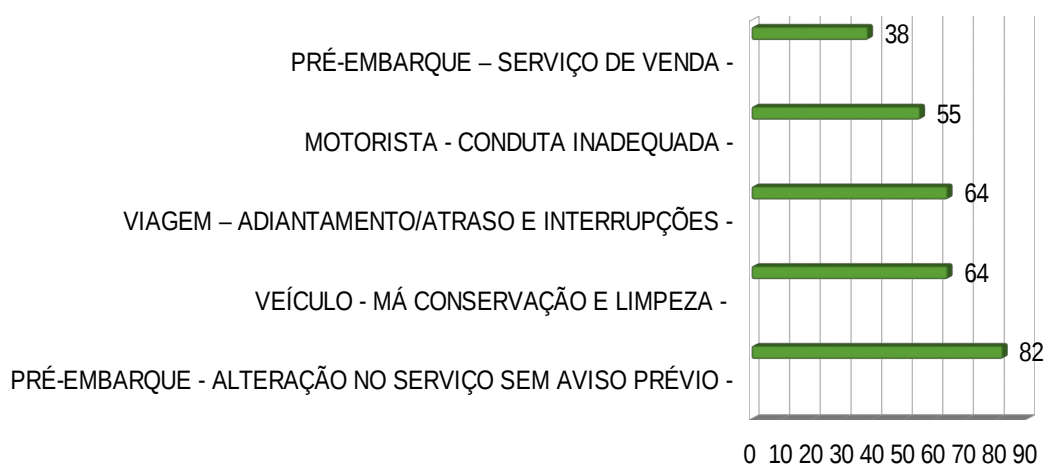 38
PRÉ-EMBARQUE – SERVIÇO DE VENDA -
55
MOTORISTA - CONDUTA INADEQUADA -
64
VIAGEM – ADIANTAMENTO/ATRASO E INTERRUPÇÕES -
64
VEÍCULO - MÁ CONSERVAÇÃO E LIMPEZA -
82
PRÉ-EMBARQUE - ALTERAÇÃO NO SERVIÇO SEM AVISO PRÉVIO -
0 10 20 30 40 50 60 70 80 90